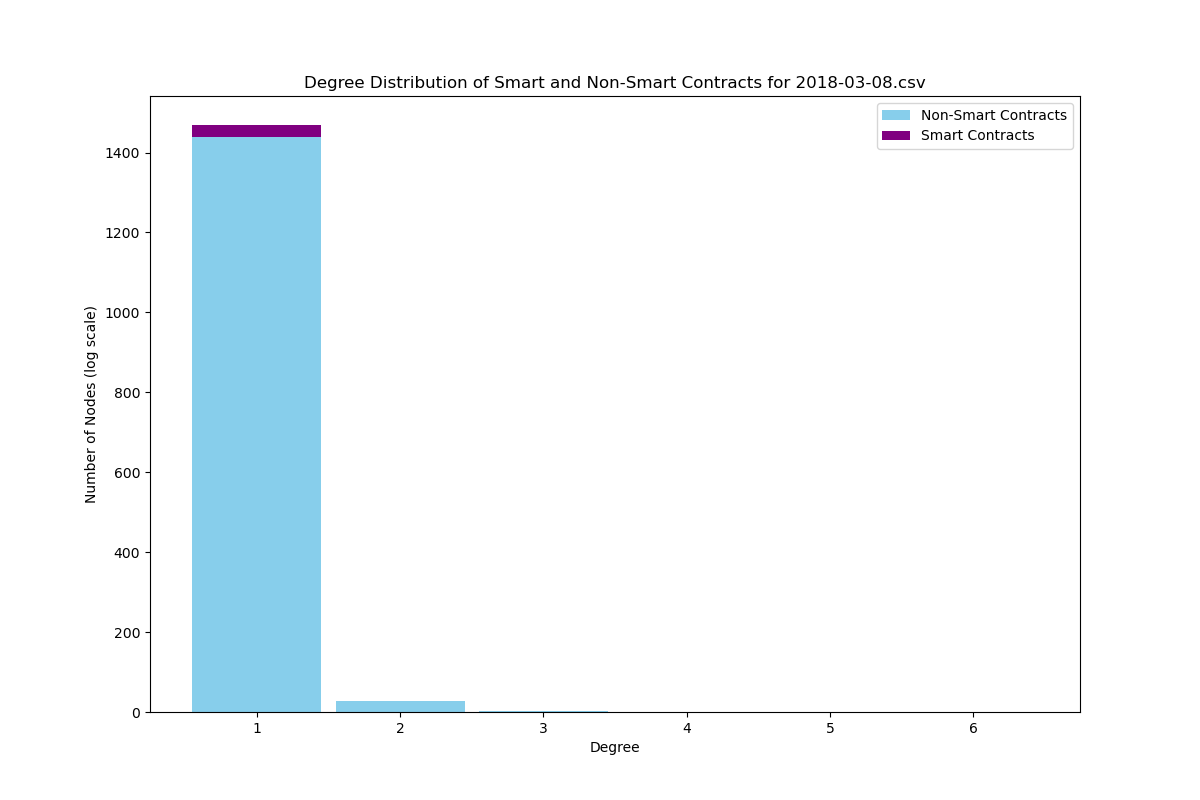 Degree Distribution of Smart and Non-Smart Contracts for 2018-03-08.csv
Non-Smart Contracts
Smart Contracts
Number of Nodes (log scale)
1400
1200
1000
800
600
400
200
0
1 2 3 4 5 6
Degree